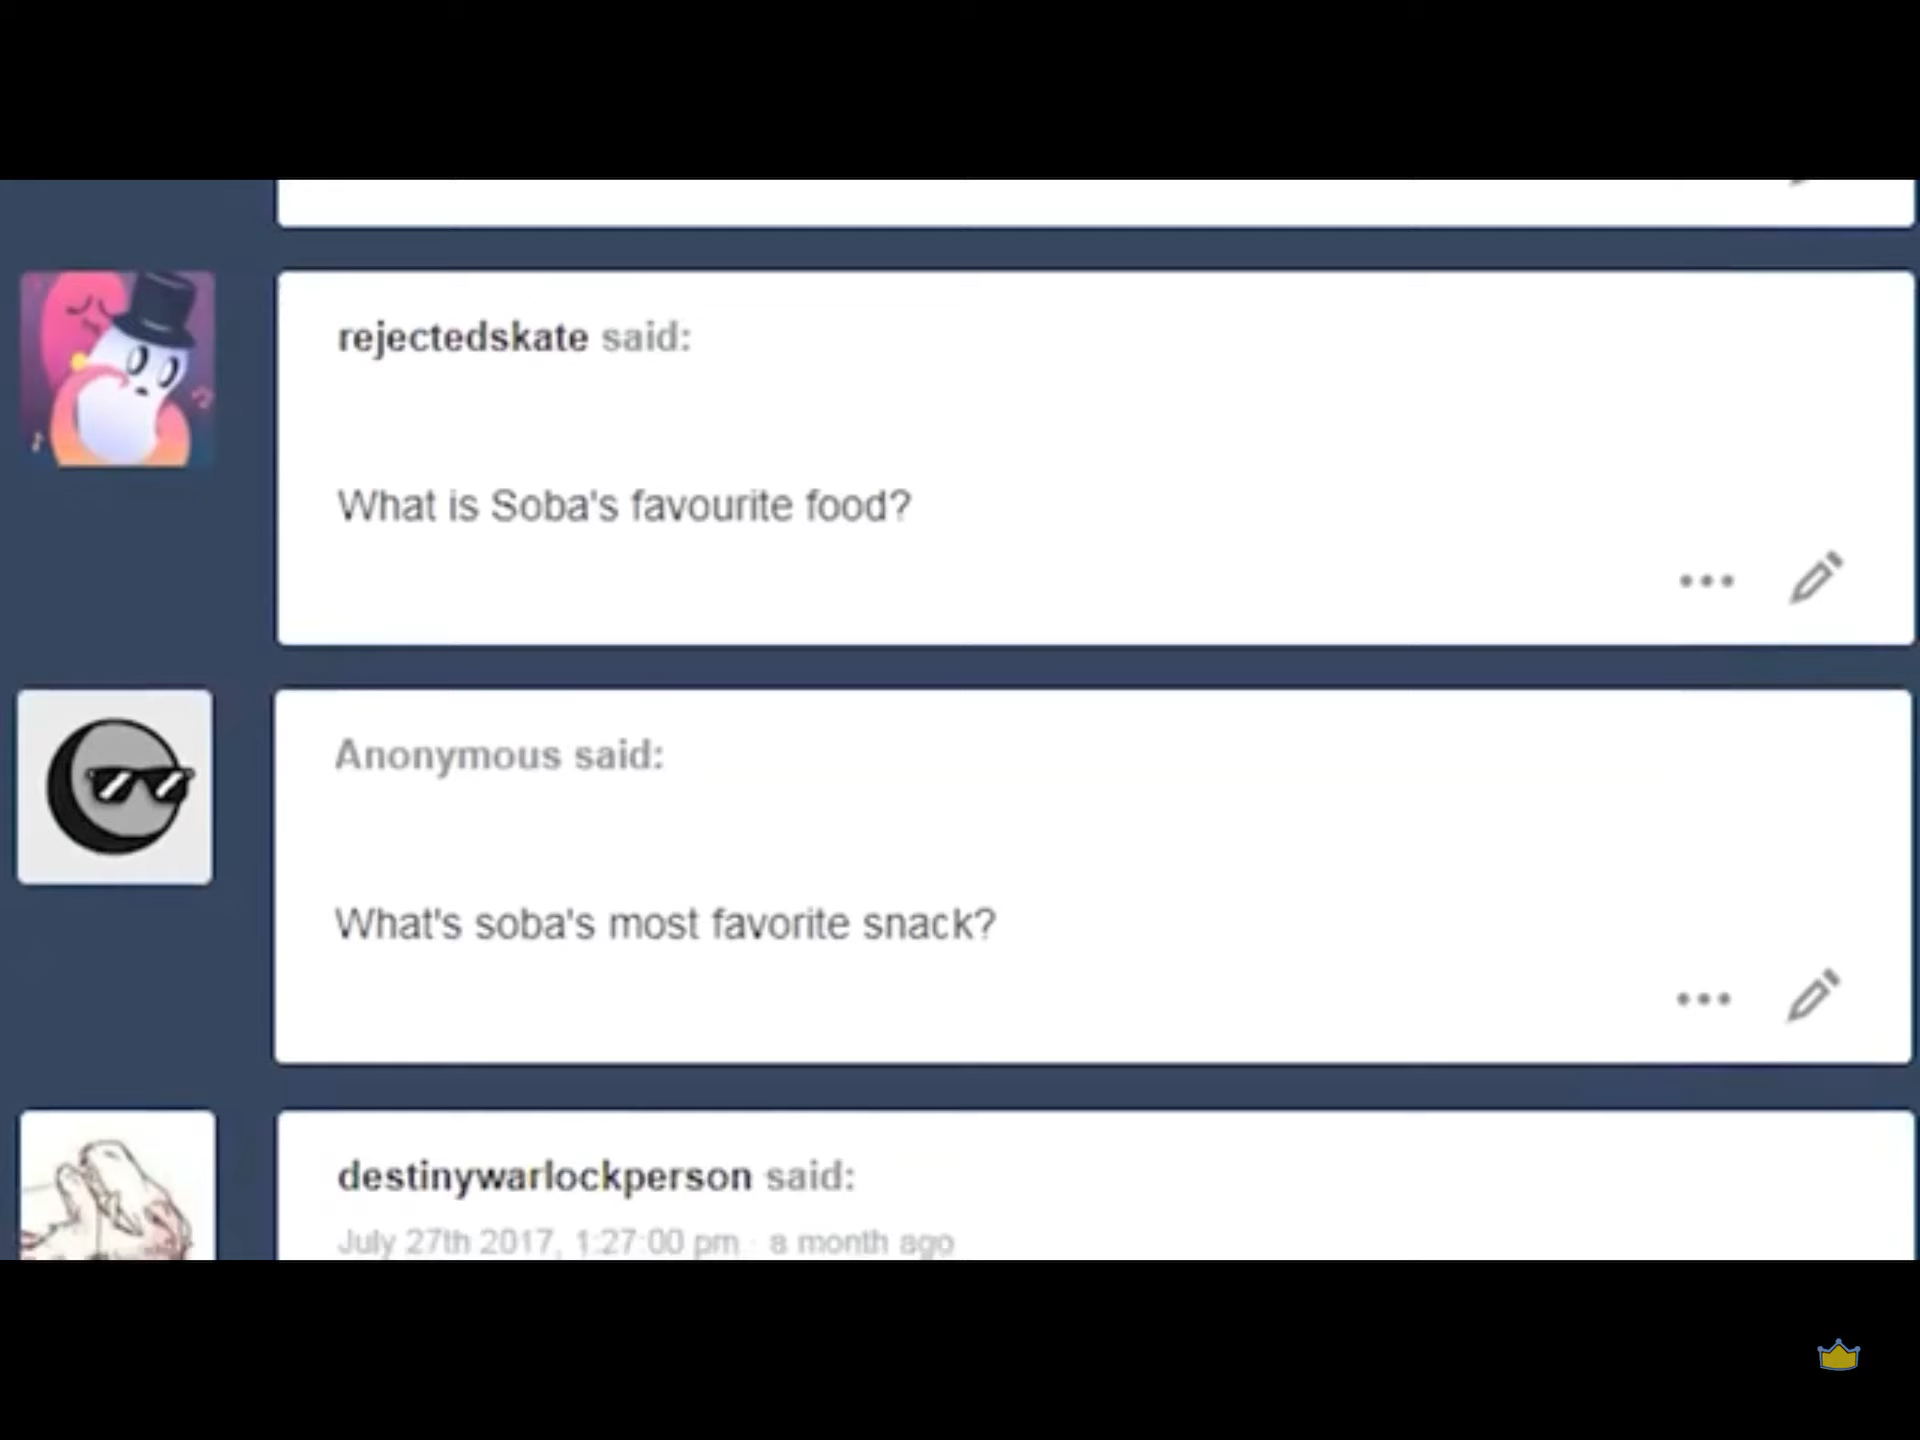 rejectedskate said:
What is Soba's favourite food?
Anonymous said:
What's soba's most favorite snack?
destinywarlockperson said:
July 27th 2017, 1:27:00 pm · a month ago